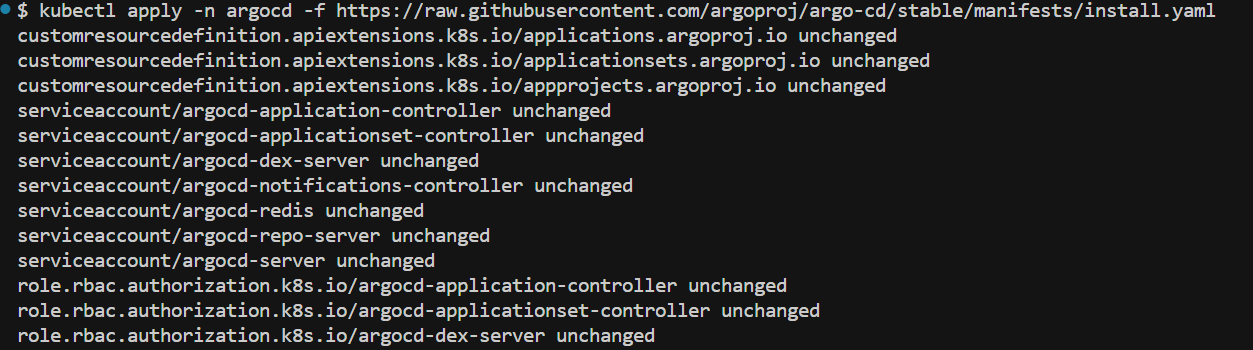 $ kubectl apply -n argocd -f https://raw.githubusercontent.com/argoproj/argo-cd/stable/manifests/install.yaml
customresourcedefinition.apiextensions.k8s.io/applications.argoproj.io unchanged
customresourcedefinition.apiextensions.k8s.io/applicationsets.argoproj.io unchanged
customresourcedefinition.apiextensions.k8s.io/appprojects.argoproj.io unchanged
serviceaccount/argocd-application-controller unchanged
serviceaccount/argocd-applicationset-controller unchanged
serviceaccount/argocd-dex-server unchanged
serviceaccount/argocd-notifications-controller unchanged
serviceaccount/argocd-redis unchanged
serviceaccount/argocd-repo-server unchanged
serviceaccount/argocd-server unchanged
role.rbac.authorization.k8s.io/argocd-application-controller unchanged
role.rbac.authorization.k8s.io/argocd-applicationset-controller unchanged
role.rbac.authorization.k8s.io/argocd-dex-server unchanged